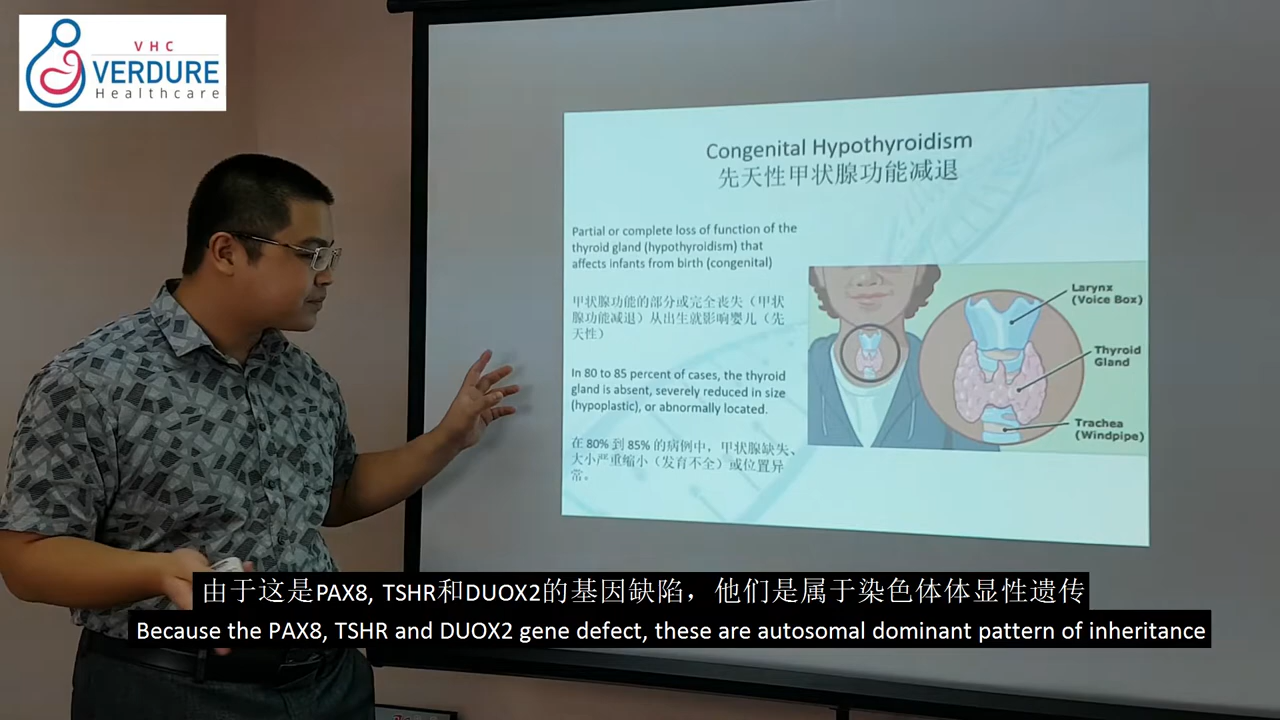 VHC
VERDURE
Healthcare
Congenital Hypothyroidism
先天性甲状腺功能减退
Partial or complete loss of function of the
thyroid gland (hypothyroidism) that
affects infants from birth (congenital)
甲状腺功能的部分或完全丧失（甲状
腺功能减退）从出生就影响婴儿（先
天性）
In 80 to 85 percent of cases, the thyroid
gland is absent, severely reduced in size
(hypoplastic), or abnormally located.
在 80% 到 85% 的病例中，甲状腺缺失、
大小严重缩小（发育不全）或位置异
常。
Larynx
(Voice Box)
Thyroid
Gland
Trachea
(Windpipe)
由于这是PAX8, TSHR和DUOX2的基因缺陷，他们是属于染色体体显性遗传
Because the PAX8, TSHR and DUOX2 gene defect, these are autosomal dominant pattern of inheritance